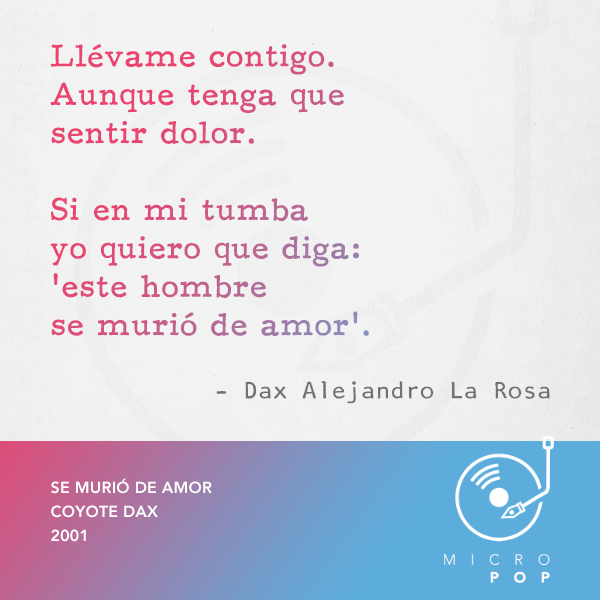 Llévame contigo.
Aunque tenga que
sentir dolor.
Si en mi tumba
yo quiero que diga:
'este hombre
se murió de amor'.
- Dax Alejandro La Rosa
SE MURIÓ DE AMOR
COYOTE DAX
2001
MICRO
POP